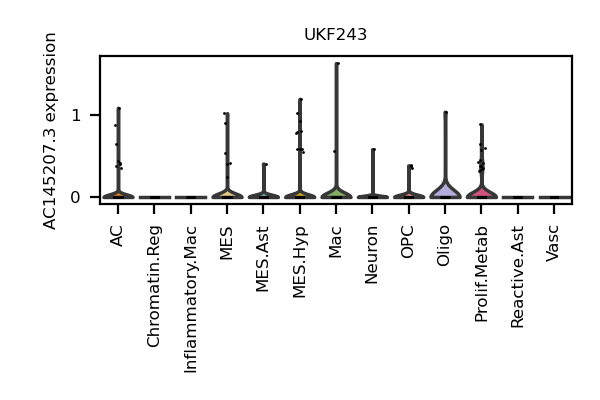 UKF243
AC145207.3 expression
1
0
AC
Chromatin.Reg
Inflammatory.Mac
MES
MES.Ast
MES.Hyp
Mac
Neuron
OPC
Oligo
Prolif.Metab
Reactive.Ast
Vasc